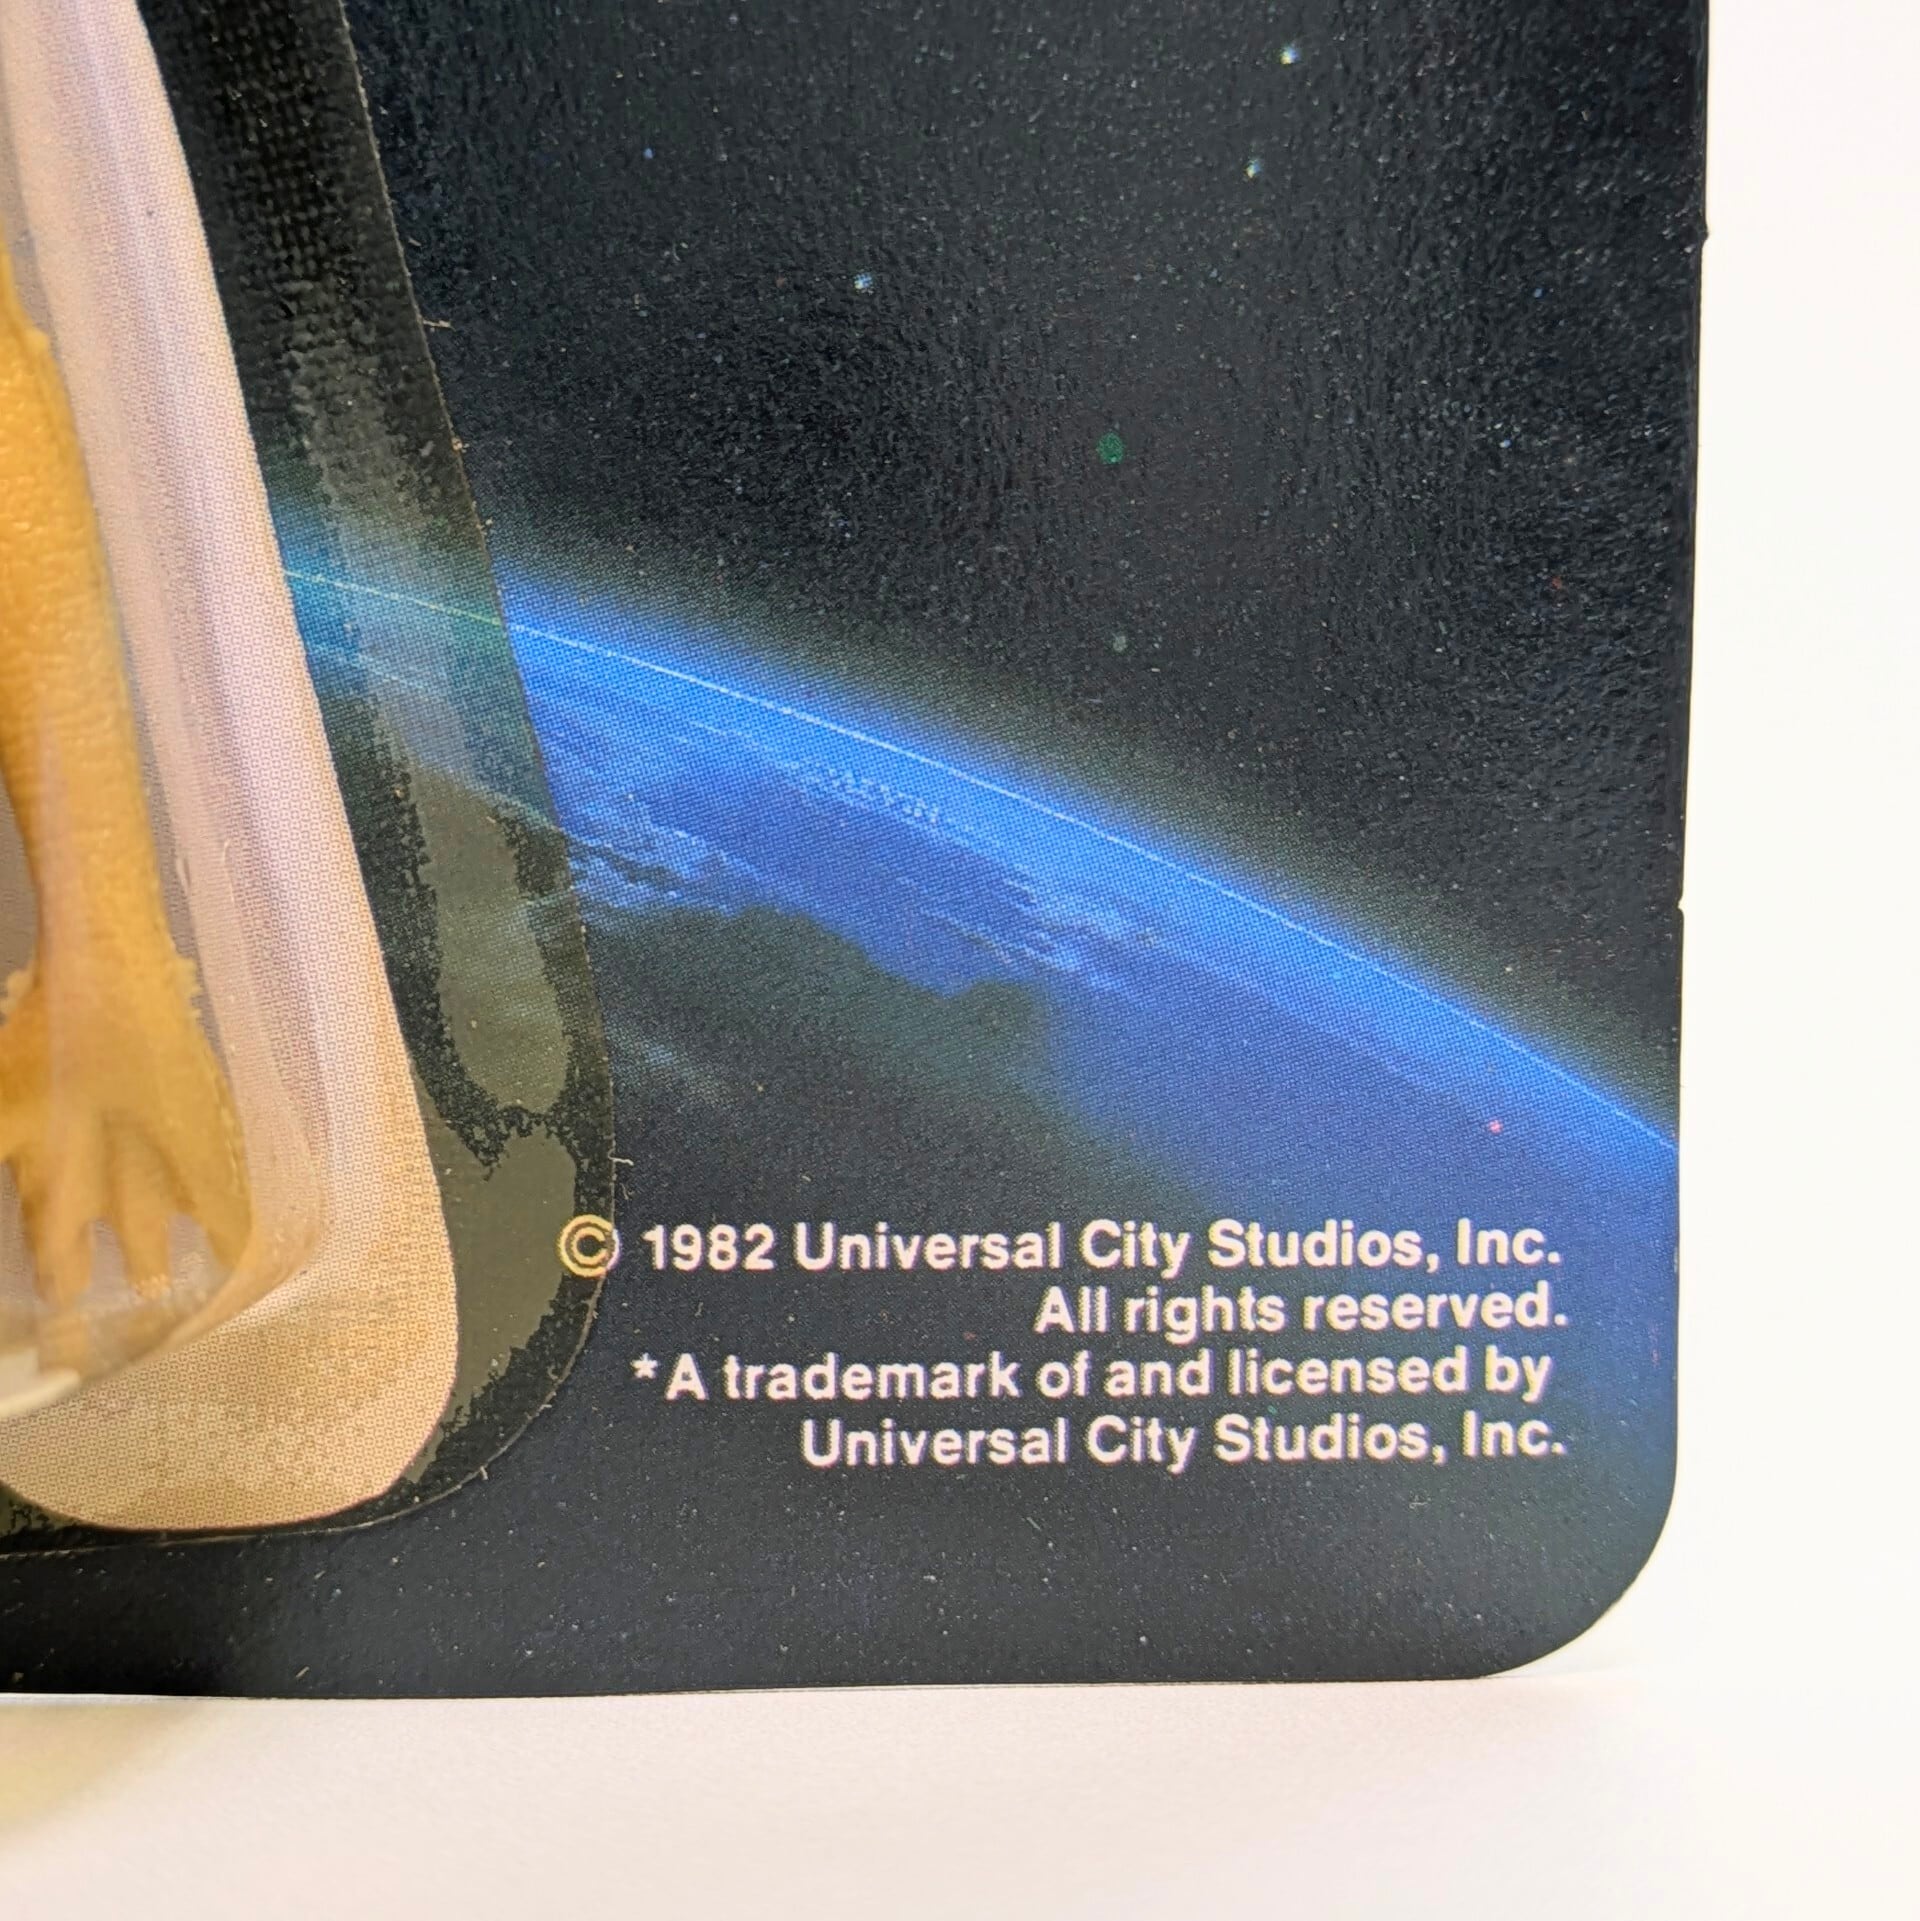 © 1982 Universal City Studios, Inc.
All rights reserved.
*A trademark of and licensed by
Universal City Studios, Inc.